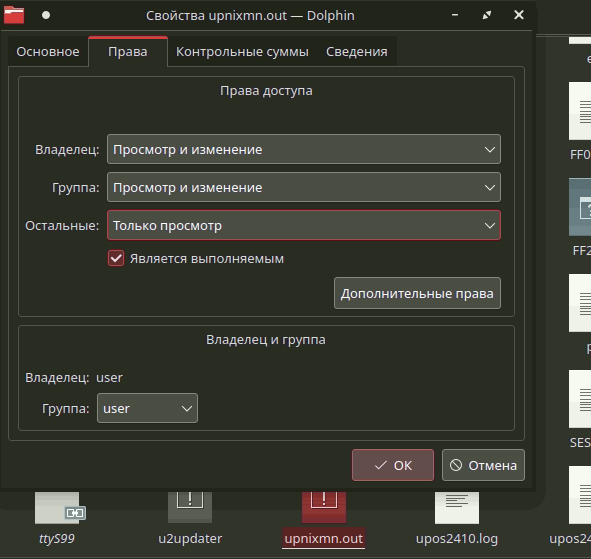 Свойства upnixmn.out — Dolphin
Основное Права Контрольные суммы Сведения
Права доступа
Владелец: Просмотр и изменение
Группа: Просмотр и изменение
Остальные: Только просмотр
Является выполняемым
Дополнительные права
Владелец и группа
Владелец: user
Группа: user
ОК Отмена
FF0
FF2
SES
ttyS99 u2updater upnixmn.out upos2410.log upos24